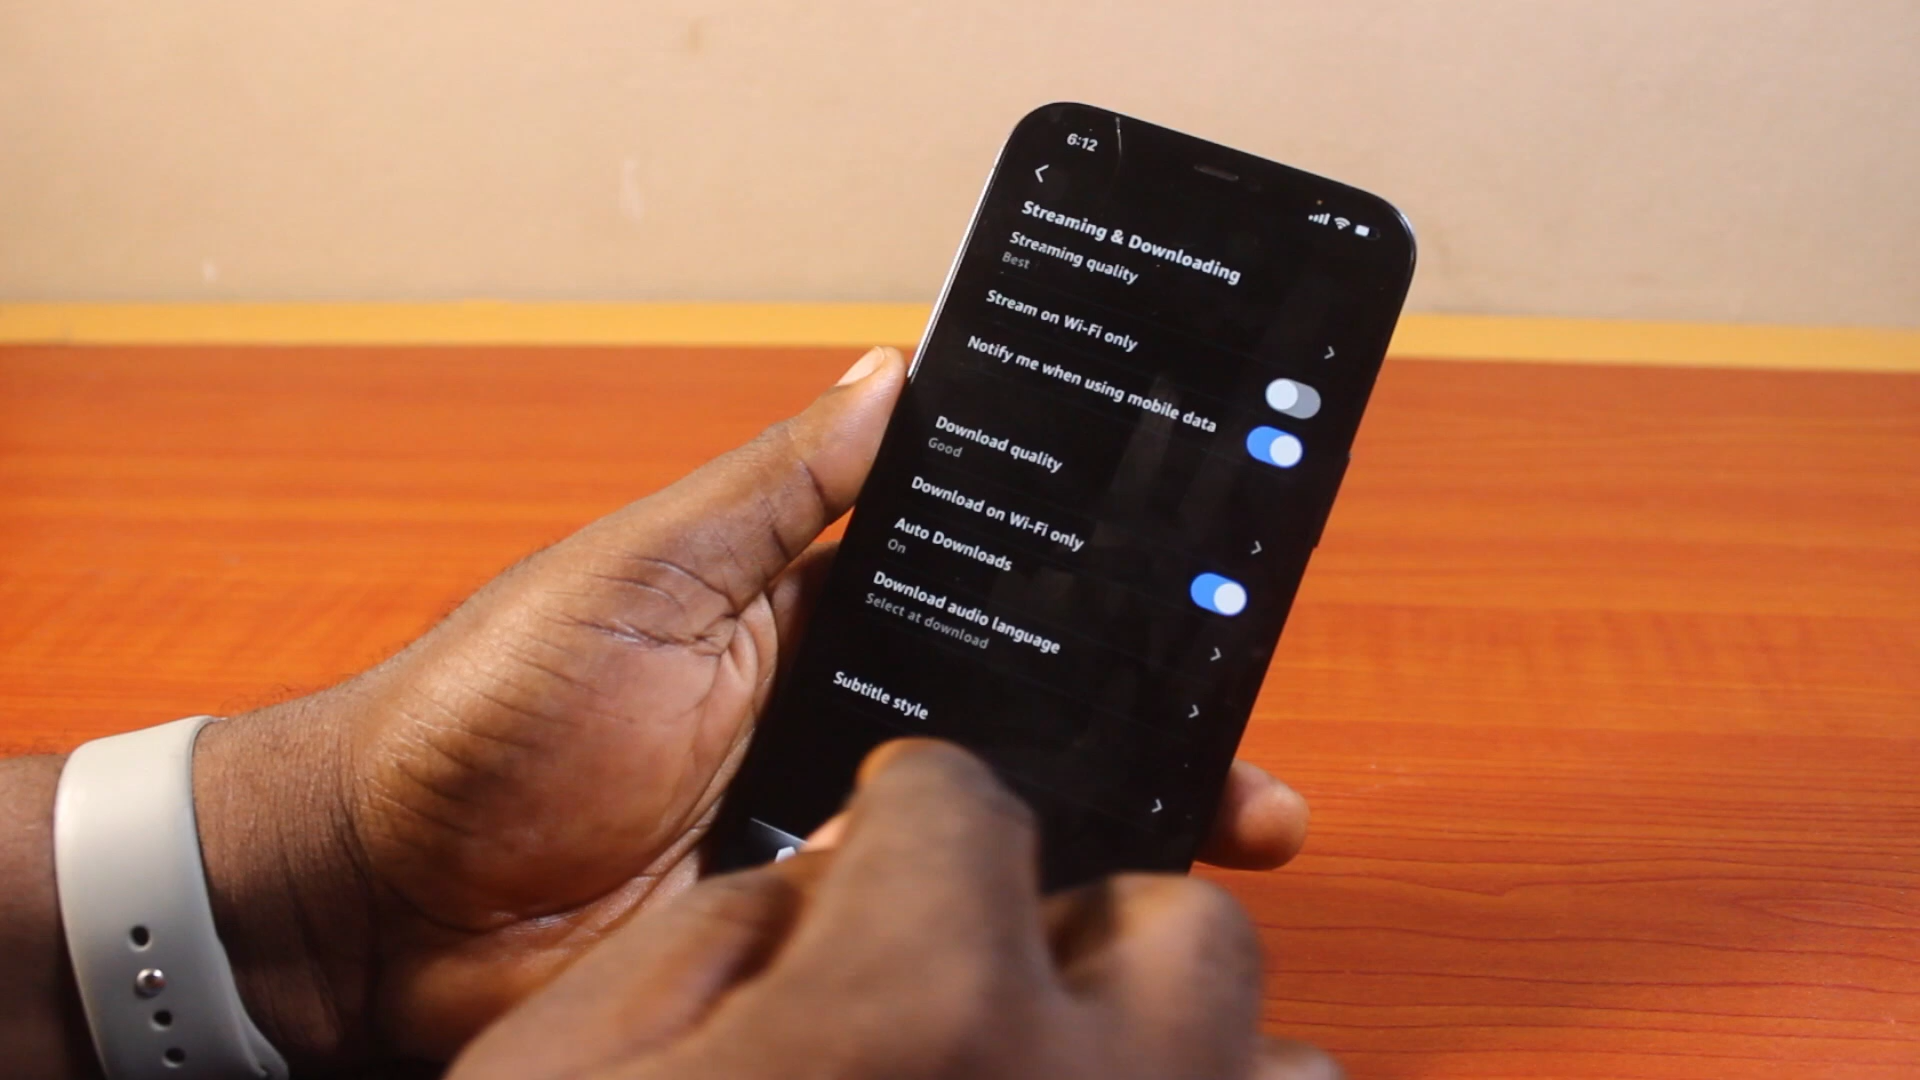 6:12
Streaming & Downloading
Streaming quality
Best
Stream on Wi-Fi only
Notify me when using mobile data
Download quality
Good
Download on Wi-Fi only
Auto Downloads
On
Download audio language
Select at download
Subtitle style